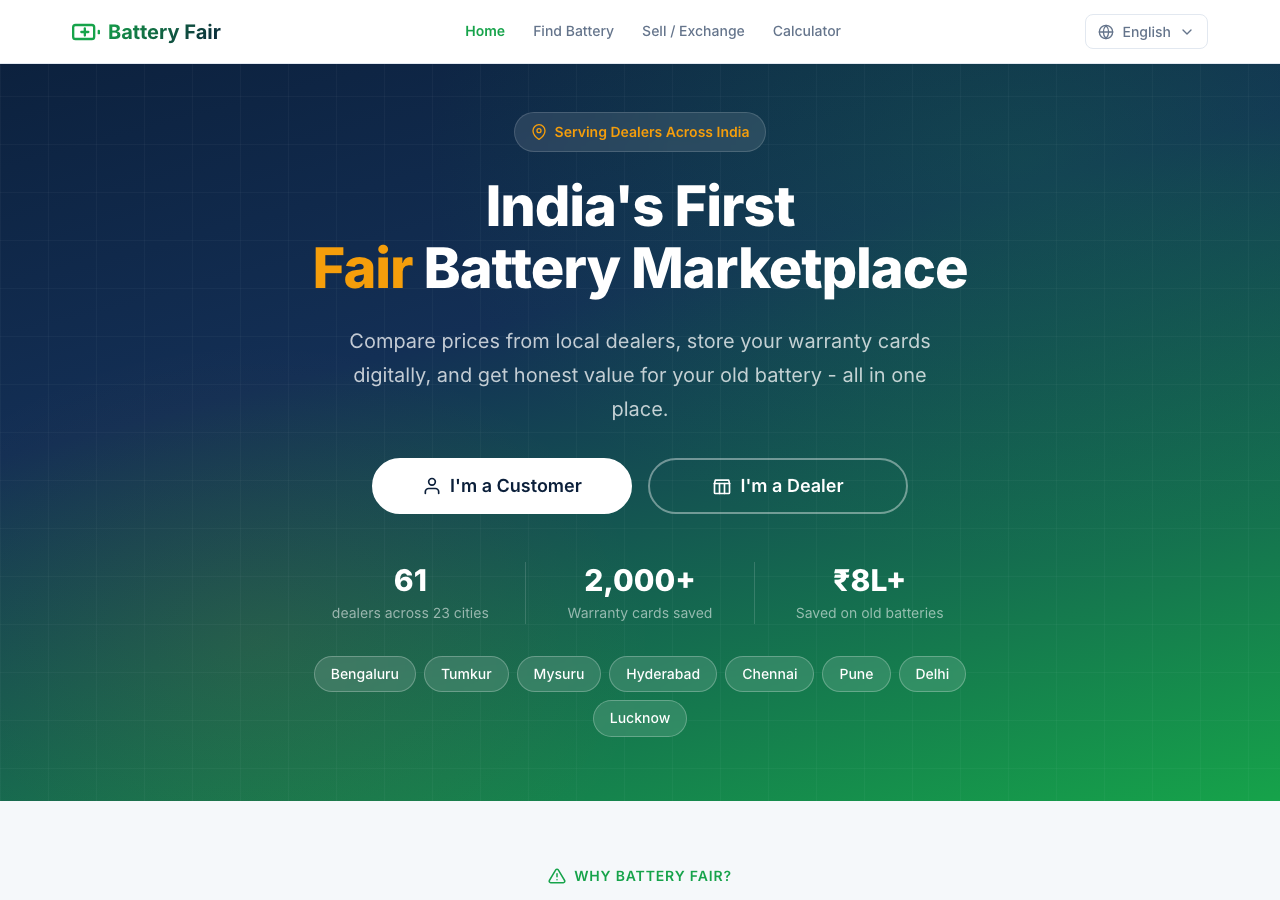 Battery Fair
Home
Find Battery
Sell / Exchange
Calculator
English
Serving Dealers Across India
India's First
Fair Battery Marketplace
Compare prices from local dealers, store your warranty cards
digitally, and get honest value for your old battery - all in one
place.
I'm a Customer
I'm a Dealer
61
dealers across 23 cities
2,000+
Warranty cards saved
₹8L+
Saved on old batteries
Bengaluru
Tumkur
Mysuru
Hyderabad
Chennai
Pune
Delhi
Lucknow
WHY BATTERY FAIR?